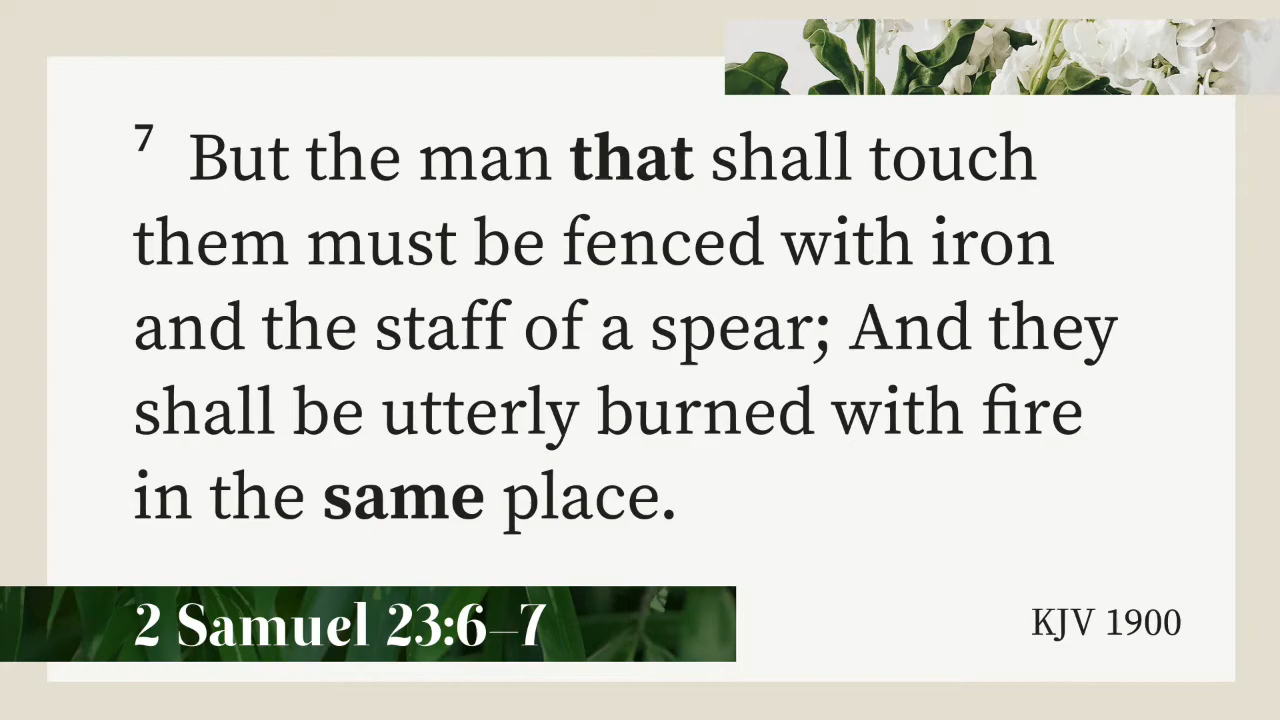 7 But the man that shall touch
them must be fenced with iron
and the staff of a spear; And they
shall be utterly burned with fire
in the same place.
2 Samuel 23:6–7
KJV 1900